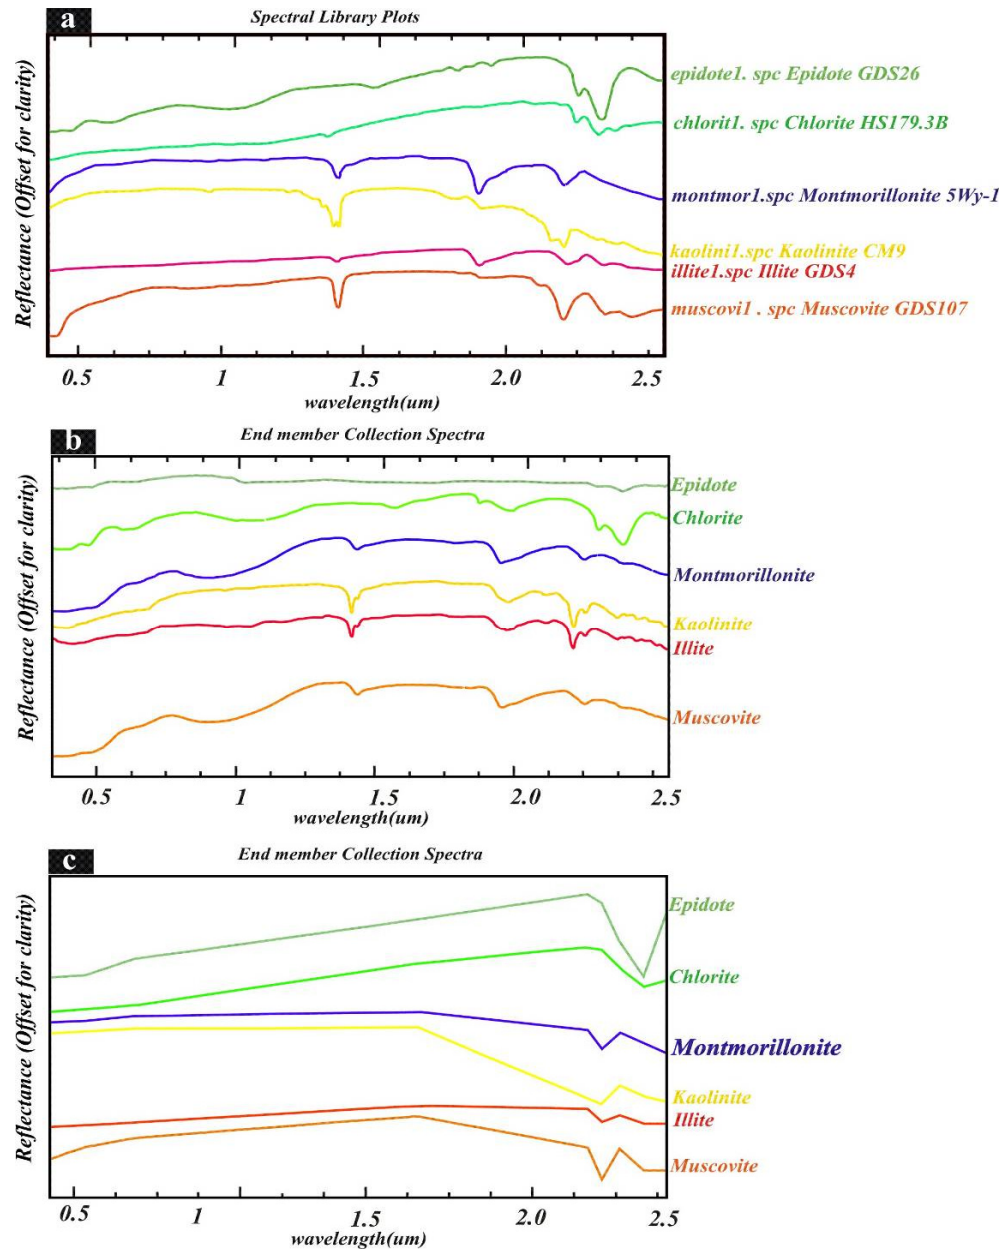 a
Spectral Library Plots
Reflectance (Offset for clarity)
epidote1. spc Epidote GDS26
chlorit1. spc Chlorite HS179.3B
montmor1.spc Montmorillonite 5Wy-1
kaolini1.spc Kaolinite CM9
illite1.spc Illite GDS4
muscovi1 . spc Muscovite GDS107
0.5 1 1.5 2.0 2.5
wavelength(um)
b
End member Collection Spectra
Reflectance (Offset for clarity)
Epidote
Chlorite
Montmorillonite
Kaolinite
Illite
Muscovite
0.5 1 1.5 2.0 2.5
wavelength(um)
c
End member Collection Spectra
Reflectance (Offset for clarity)
Epidote
Chlorite
Montmorillonite
Kaolinite
Illite
Muscovite
0.5 1 1.5 2.0 2.5
wavelength(um)